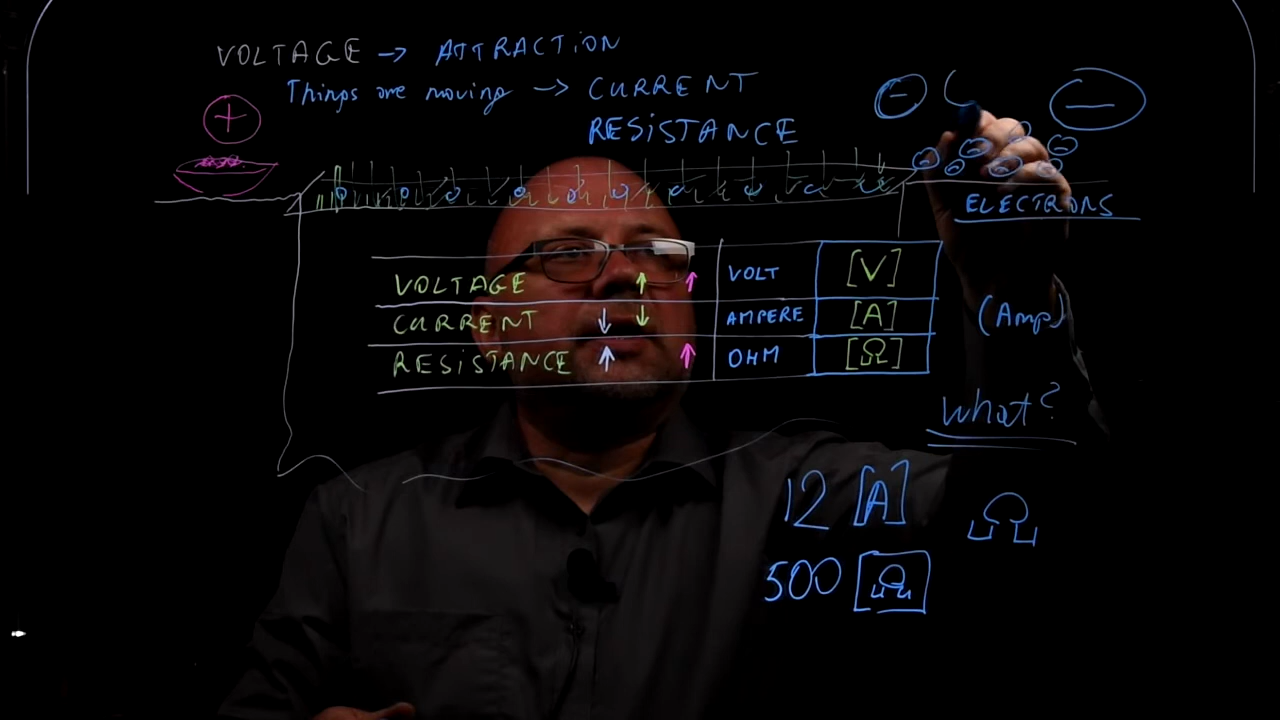 VOLTAGE → ATTRACTION
Things are moving → CURRENT
RESISTANCE
+
- -
- - - - - -
ELECTRONS
VOLTAGE ↑ ↑ VOLT [V]
CURRENT ↓ ↓ AMPERE [A] (Amp)
RESISTANCE ↑ ↑ OHM [Ω]
What?
12 [A] Ω
500 [Ω]